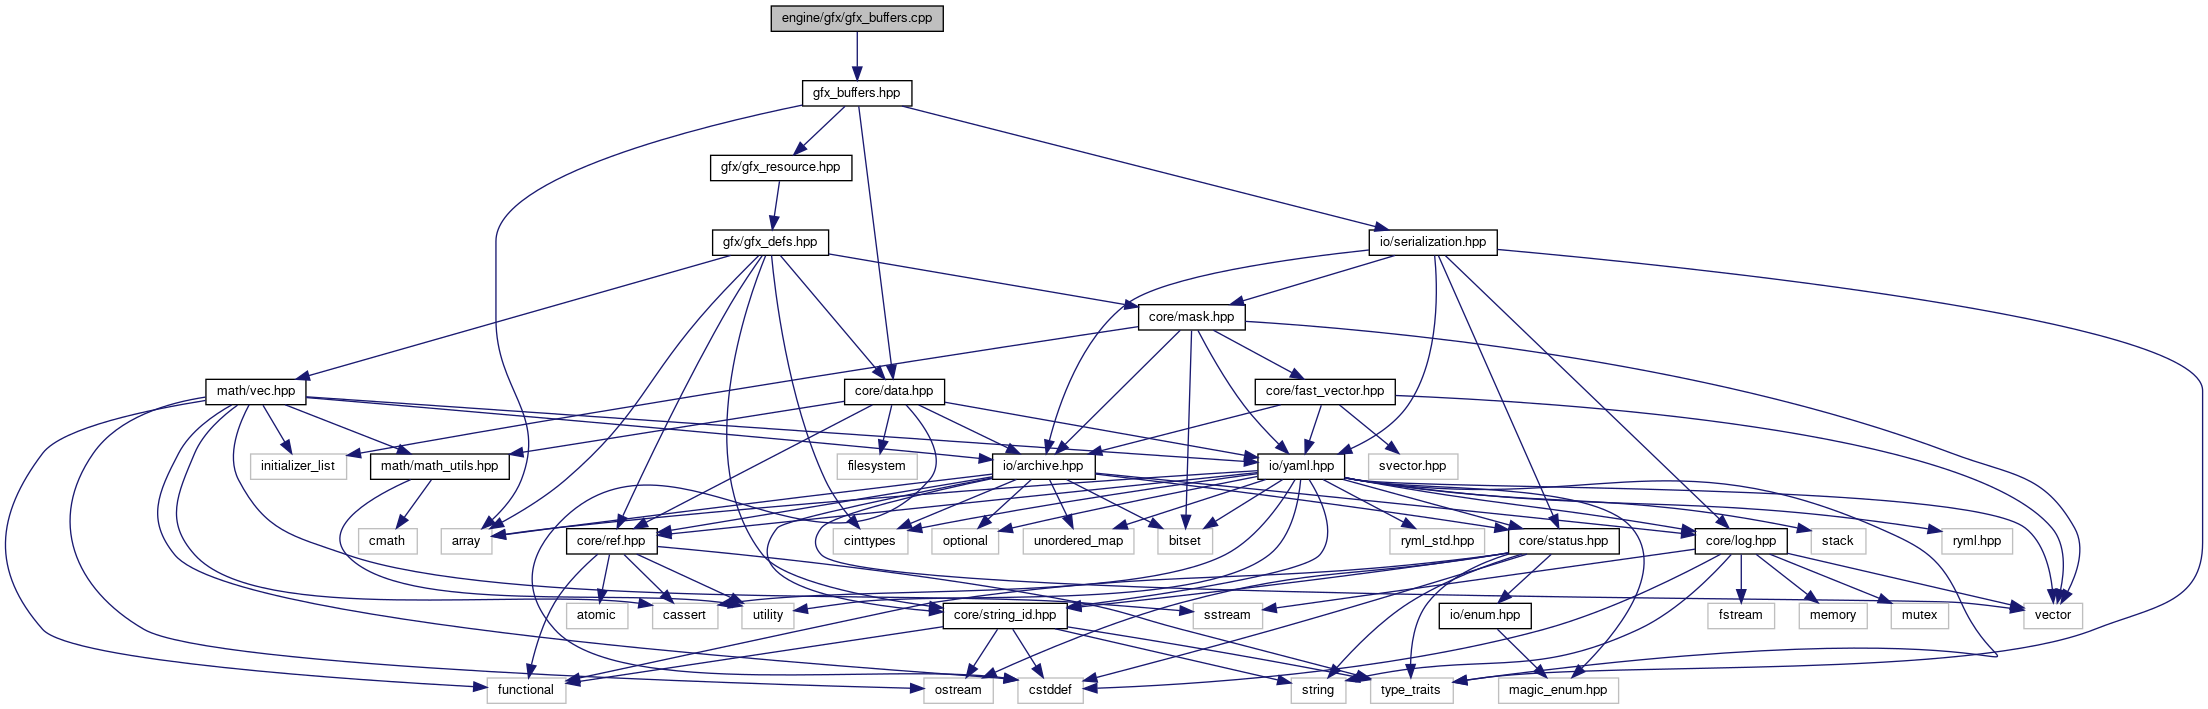 engine/gfx/gfx_buffers.cpp
gfx_buffers.hpp
gfx/gfx_resource.hpp
gfx/gfx_defs.hpp
io/serialization.hpp
core/mask.hpp
math/vec.hpp
core/data.hpp
core/fast_vector.hpp
initializer_list
math/math_utils.hpp
filesystem
io/archive.hpp
io/yaml.hpp
svector.hpp
cmath
array
core/ref.hpp
cinttypes
optional
unordered_map
bitset
ryml_std.hpp
core/status.hpp
core/log.hpp
stack
ryml.hpp
atomic
cassert
utility
core/string_id.hpp
sstream
io/enum.hpp
fstream
memory
mutex
vector
functional
ostream
cstddef
string
type_traits
magic_enum.hpp